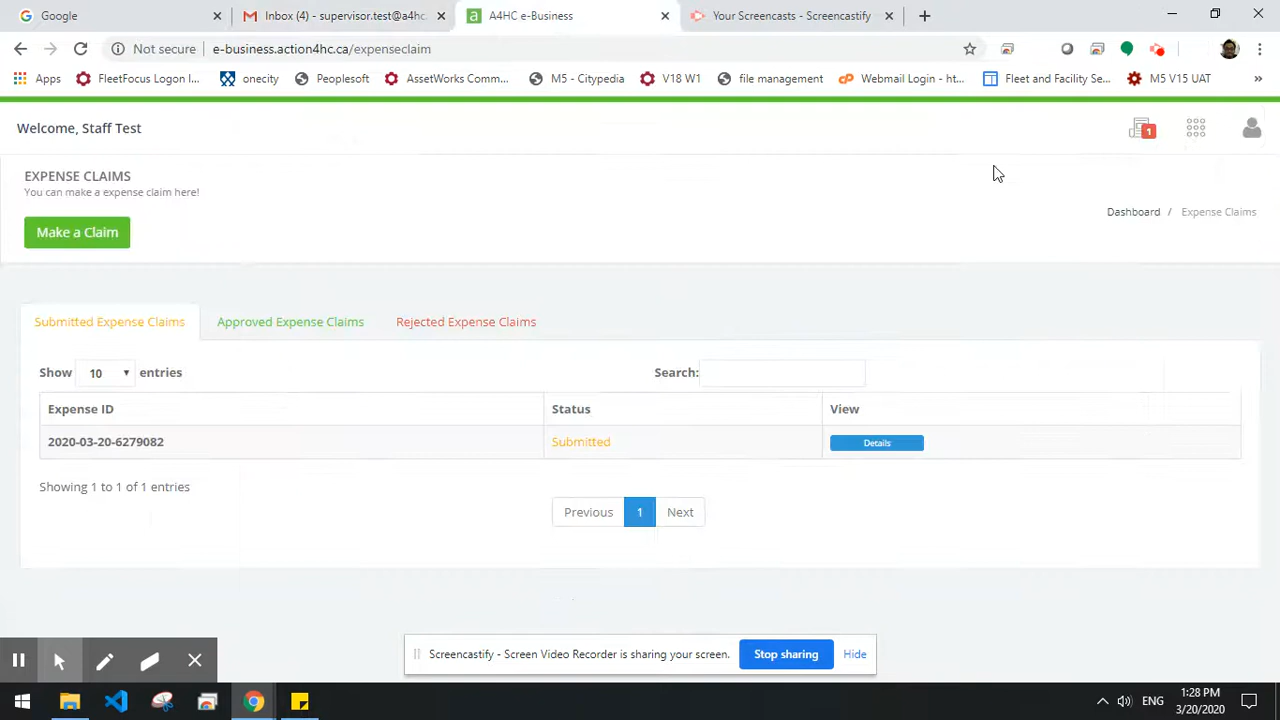 Google
Inbox (4) - supervisor.test@a4hc.
A4HC e-Business
Your Screencasts - Screencastify
Not secure
e-business.action4hc.ca/expenseclaim
Apps
FleetFocus Logon I...
onecity
Peoplesoft
AssetWorks Comm...
M5 - Citypedia
V18 W1
file management
Webmail Login - ht...
Fleet and Facility Se...
M5 V15 UAT
»
Welcome, Staff Test
1
EXPENSE CLAIMS
You can make a expense claim here!
Make a Claim
Dashboard / Expense Claims
Submitted Expense Claims
Approved Expense Claims
Rejected Expense Claims
Show 10 entries
Search:
Expense ID
Status
View
2020-03-20-6279082
Submitted
Details
Showing 1 to 1 of 1 entries
Previous
1
Next
Screencastify - Screen Video Recorder is sharing your screen.
Stop sharing
Hide
ENG
1:28 PM
3/20/2020